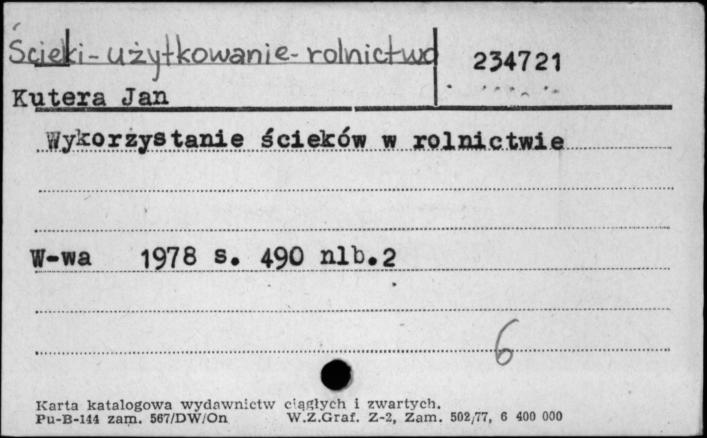 Ścieki-użytkowanie-rolnictwo 234721
Kutera Jan
Wykorzystanie ścieków w rolnictwie
W-wa 1978 s. 490 nlb.2
6
Karta katalogowa wydawnictw ciągłych i zwartych.
Pu-B-144 zam. 567/DW/On W.Z.Graf. Z-2, Zam. 502/77, 6 400 000